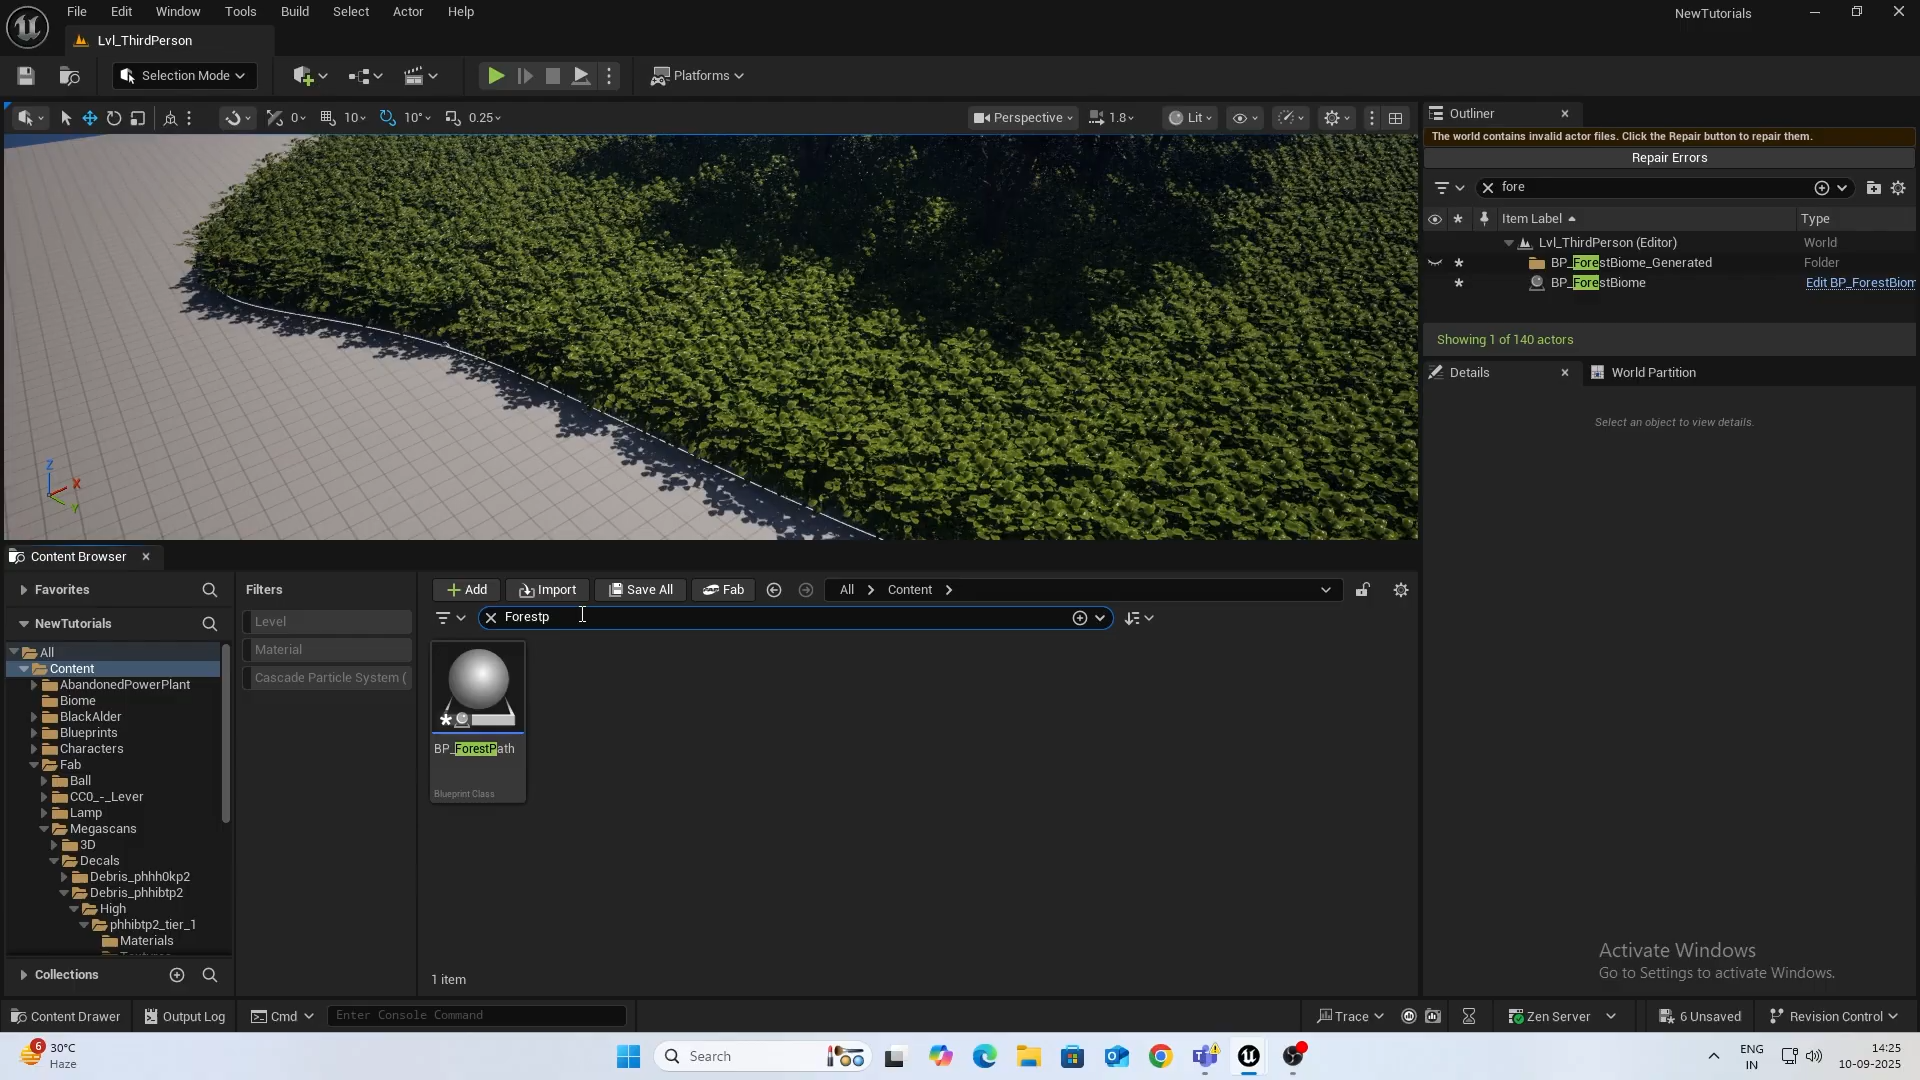 File Edit View Window Tools Build Select Actor Help
NewTutorials
Lvl_ThirdPerson
Selection Mode
Platforms
0
10
10°
0.25
Perspective
1.8
Lit
Outliner
The world contains invalid actor files. Click the Repair button to repair them.
Repair Errors
fore
Item Label
Type
Lvl_ThirdPerson (Editor)
World
BP_ForestBiome_Generated
Folder
BP_ForestBiome
Edit BP_ForestBiom
Showing 1 of 140 actors
Details
World Partition
Select an object to view details.
Z
X
Y
Content Browser
Favorites
NewTutorials
All
Content
AbandonedPowerPlant
Biome
BlackAlder
Blueprints
Characters
Fab
Ball
CC0_-_Lever
Lamp
Megascans
3D
Decals
Debris_phhh0kp2
Debris_phhibtp2
High
phhibtp2_tier_1
Materials
Collections
Filters
Level
Material
Cascade Particle System (
Add
Import
Save All
Fab
All
Content
Forestp
BP_ForestPath
Blueprint Class
1 item
Activate Windows
Go to Settings to activate Windows.
Content Drawer
Output Log
Cmd
Enter Console Command
Trace
Zen Server
6 Unsaved
Revision Control
6
30°C
Haze
Search
ENG
IN
14:25
10-09-2025